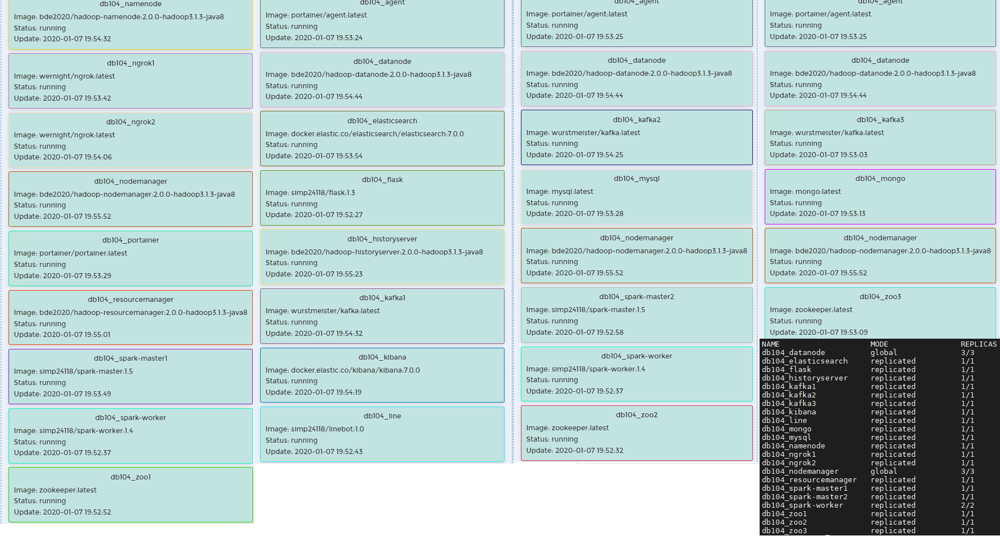 db104_namenode
Image: bde2020/hadoop-namenode:2.0.0-hadoop3.1.3-java8
Status: running
Update: 2020-01-07 19:54:32
db104_ngrok1
Image: wernight/ngrok:latest
Status: running
Update: 2020-01-07 19:53:42
db104_ngrok2
Image: wernight/ngrok:latest
Status: running
Update: 2020-01-07 19:54:06
db104_nodemanager
Image: bde2020/hadoop-nodemanager:2.0.0-hadoop3.1.3-java8
Status: running
Update: 2020-01-07 19:55:52
db104_portainer
Image: portainer/portainer:latest
Status: running
Update: 2020-01-07 19:53:29
db104_resourcemanager
Image: bde2020/hadoop-resourcemanager:2.0.0-hadoop3.1.3-java8
Status: running
Update: 2020-01-07 19:55:01
db104_spark-master1
Image: simp24118/spark-master:1.5
Status: running
Update: 2020-01-07 19:53:49
db104_spark-worker
Image: simp24118/spark-worker:1.4
Status: running
Update: 2020-01-07 19:52:37
db104_zoo1
Image: zookeeper:latest
Status: running
Update: 2020-01-07 19:52:52
db104_agent
Image: portainer/agent:latest
Status: running
Update: 2020-01-07 19:53:24
db104_datanode
Image: bde2020/hadoop-datanode:2.0.0-hadoop3.1.3-java8
Status: running
Update: 2020-01-07 19:54:44
db104_elasticsearch
Image: docker.elastic.co/elasticsearch/elasticsearch:7.0.0
Status: running
Update: 2020-01-07 19:53:54
db104_flask
Image: simp24118/flask:1.3
Status: running
Update: 2020-01-07 19:52:27
db104_historyserver
Image: bde2020/hadoop-historyserver:2.0.0-hadoop3.1.3-java8
Status: running
Update: 2020-01-07 19:55:23
db104_kafka1
Image: wurstmeister/kafka:latest
Status: running
Update: 2020-01-07 19:54:32
db104_kibana
Image: docker.elastic.co/kibana/kibana:7.0.0
Status: running
Update: 2020-01-07 19:54:19
db104_line
Image: simp24118/linebot:1.0
Status: running
Update: 2020-01-07 19:52:43
db104_agent
Image: portainer/agent:latest
Status: running
Update: 2020-01-07 19:53:25
db104_datanode
Image: bde2020/hadoop-datanode:2.0.0-hadoop3.1.3-java8
Status: running
Update: 2020-01-07 19:54:44
db104_kafka2
Image: wurstmeister/kafka:latest
Status: running
Update: 2020-01-07 19:54:25
db104_mysql
Image: mysql:latest
Status: running
Update: 2020-01-07 19:53:28
db104_nodemanager
Image: bde2020/hadoop-nodemanager:2.0.0-hadoop3.1.3-java8
Status: running
Update: 2020-01-07 19:55:52
db104_spark-master2
Image: simp24118/spark-master:1.5
Status: running
Update: 2020-01-07 19:52:58
db104_spark-worker
Image: simp24118/spark-worker:1.4
Status: running
Update: 2020-01-07 19:52:37
db104_zoo2
Image: zookeeper:latest
Status: running
Update: 2020-01-07 19:52:32
db104_agent
Image: portainer/agent:latest
Status: running
Update: 2020-01-07 19:53:25
db104_datanode
Image: bde2020/hadoop-datanode:2.0.0-hadoop3.1.3-java8
Status: running
Update: 2020-01-07 19:54:44
db104_kafka3
Image: wurstmeister/kafka:latest
Status: running
Update: 2020-01-07 19:53:03
db104_mongo
Image: mongo:latest
Status: running
Update: 2020-01-07 19:53:13
db104_nodemanager
Image: bde2020/hadoop-nodemanager:2.0.0-hadoop3.1.3-java8
Status: running
Update: 2020-01-07 19:55:52
db104_zoo3
Image: zookeeper:latest
Status: running
Update: 2020-01-07 19:53:09
NAME MODE REPLICAS
db104_datanode global 3/3
db104_elasticsearch replicated 1/1
db104_flask replicated 1/1
db104_historyserver replicated 1/1
db104_kafka1 replicated 1/1
db104_kafka2 replicated 1/1
db104_kafka3 replicated 1/1
db104_kibana replicated 1/1
db104_line replicated 1/1
db104_mongo replicated 1/1
db104_mysql replicated 1/1
db104_namenode replicated 1/1
db104_ngrok1 replicated 1/1
db104_ngrok2 replicated 1/1
db104_nodemanager global 3/3
db104_resourcemanager replicated 1/1
db104_spark-master1 replicated 1/1
db104_spark-master2 replicated 1/1
db104_spark-worker replicated 2/2
db104_zoo1 replicated 1/1
db104_zoo2 replicated 1/1
db104_zoo3 replicated 1/1